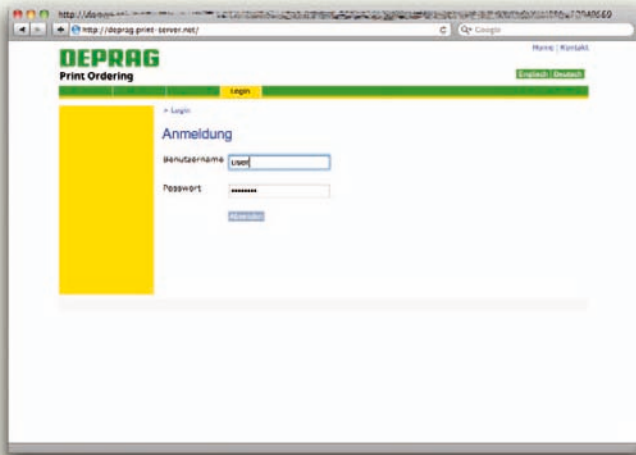 http://deprag.print-server.net/
Google
Home | Kontakt
DEPRAG
Print Ordering
Englisch Deutsch
Login
> Login
Anmeldung
Benutzername
user
Passwort
••••••••
Absenden